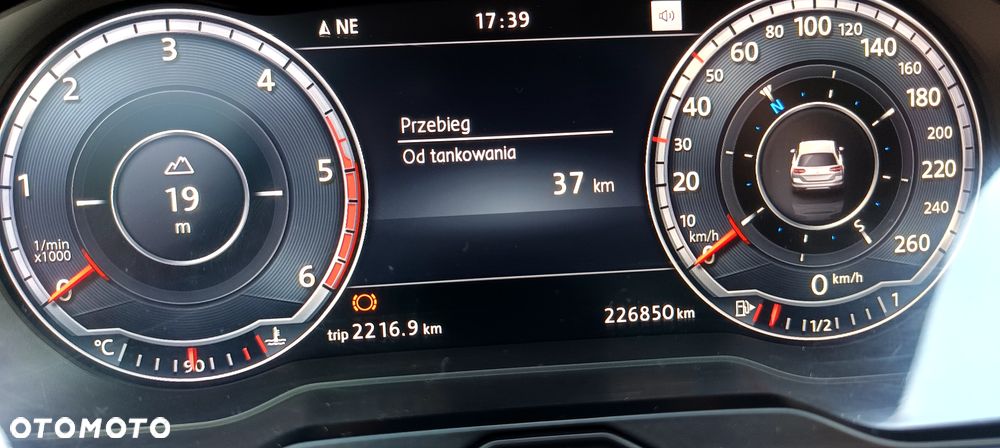 NE
17:39
1
2
3
4
5
6
0
1/min
x1000
19
m
°C
90
Przebieg
Od tankowania
37 km
trip 2216.9 km
226850 km
0
10
km/h
20
30
40
50
60
80
100
120
140
160
180
200
220
240
260
N
S
0 km/h
1/2
1
OTOMOTO